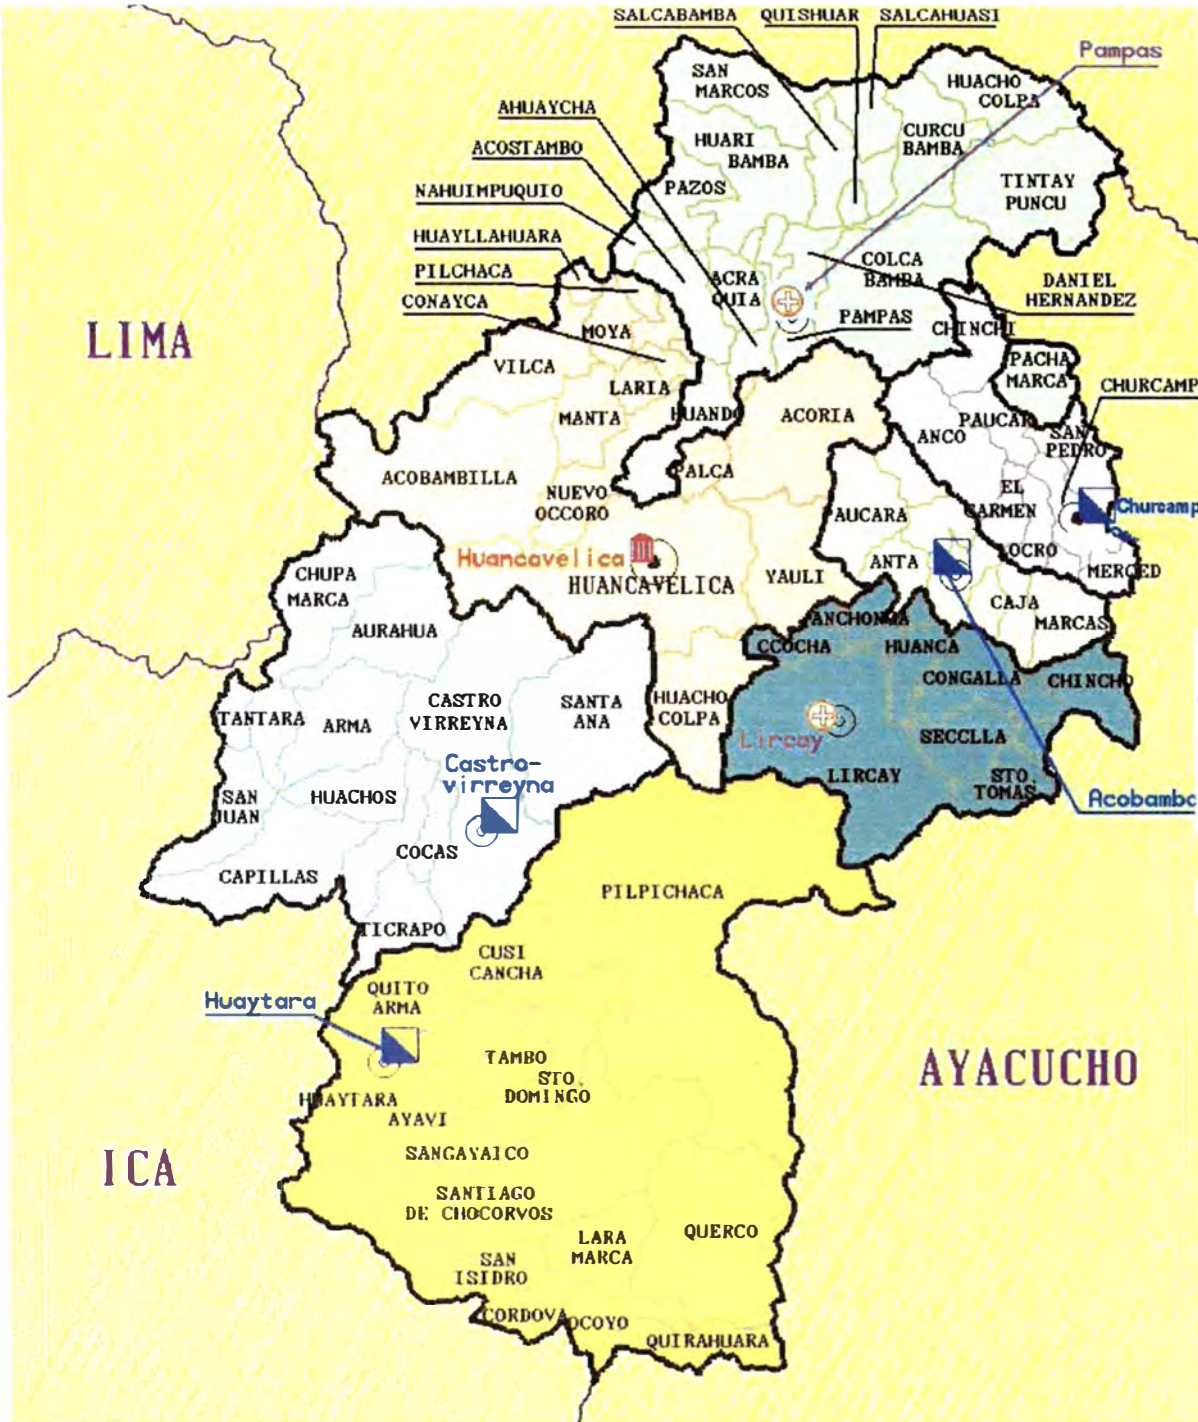 SALCABAMBA
QUISHUAR
SALCAHUASI
Pampas
SAN
MARCOS
HUACHO
COLPA
AHUAYCHA
CURCU
BAMBA
HUARI
BAMBA
ACOSTAMBO
PAZOS
TINTAY
PUNCU
NAHUIMPUQUIO
HUAYLLAHUARA
PILCHACA
CONAYCA
ACRA
QUIA
COLCA
BAMBA
DANIEL
HERNANDEZ
PAMPAS
CHINCHI
LIMA
MOYA
VILCA
LARIA
MANTA
HUANDO
ACORIA
PACHA
MARCA
CHURCAMP
PAUCAR
ANCO
SAN
PEDRO
ACOBAMBILLA
PALCA
NUEVO
OCCORO
EL
CARMEN
PAUCARA
Churcamp
Huancavelica
HUANCAVELICA
YAULI
ANTA
LOCRO
MERCED
CHUPA
MARCA
CAJA
MARCAS
AURAHUA
ANCHONGA
CCOCHA
HUANCA
CONGALLA
CHINCHO
TANTARA
ARMA
CASTRO
VIRREYNA
SANTA
ANA
HUACHO
COLPA
Lircay
SECCLLA
LIRCAY
STO.
TOMAS
Castro-
virreyna
SAN
JUAN
HUACHOS
Acobambc
COCAS
CAPILLAS
PILPICHACA
TICRAPO
CUSI
CANCHA
QUITO
ARMA
Huaytara
TAMBO
STO.
DOMINGO
HUAYTARA
AYAVI
AYACUCHO
SANGAYAICO
ICA
SANTIAGO
DE CHOCORVOS
LARA
MARCA
QUERCO
SAN
ISIDRO
CORDOVA
OCOYO
QUIRAHUARA